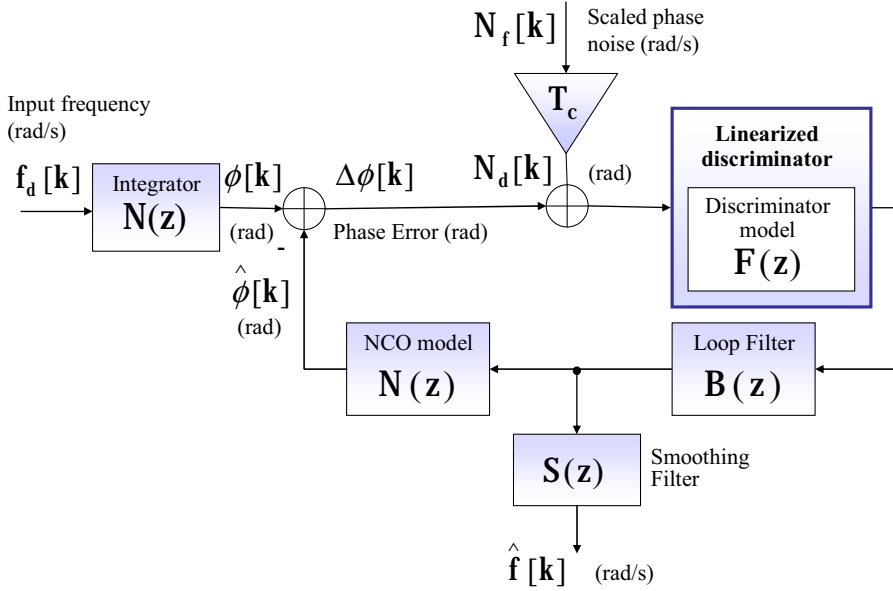 N_f[k]
Scaled phase
noise (rad/s)
T_c
Input frequency
(rad/s)
f_d[k]
Integrator
N(z)
ϕ[k]
(rad)
-
Δϕ[k]
Phase Error (rad)
N_d[k]
(rad)
Linearized
discriminator
Discriminator
model
F(z)
ϕ̂[k]
(rad)
NCO model
N(z)
Loop Filter
B(z)
S(z)
Smoothing
Filter
f̂[k]
(rad/s)